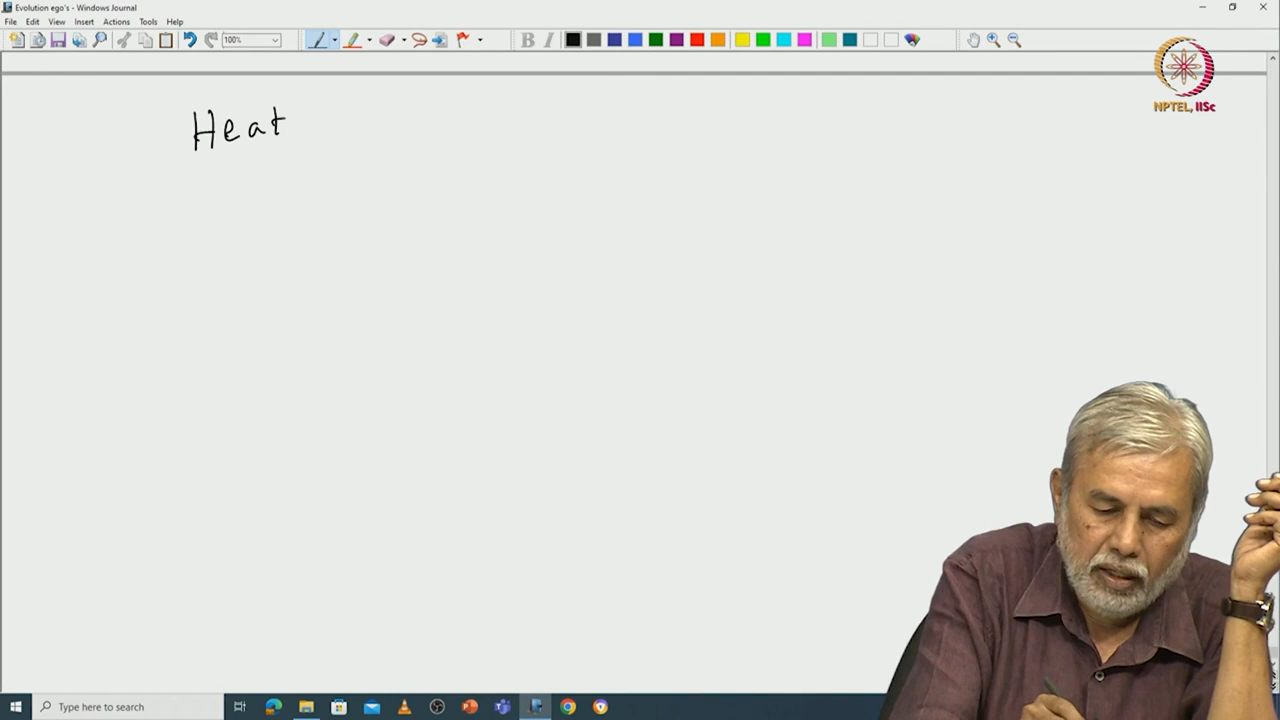 Evolution ego's - Windows Journal
File Edit View Insert Actions Tools Help
100%
B I
NPTEL, IISc
Heat
Type here to search